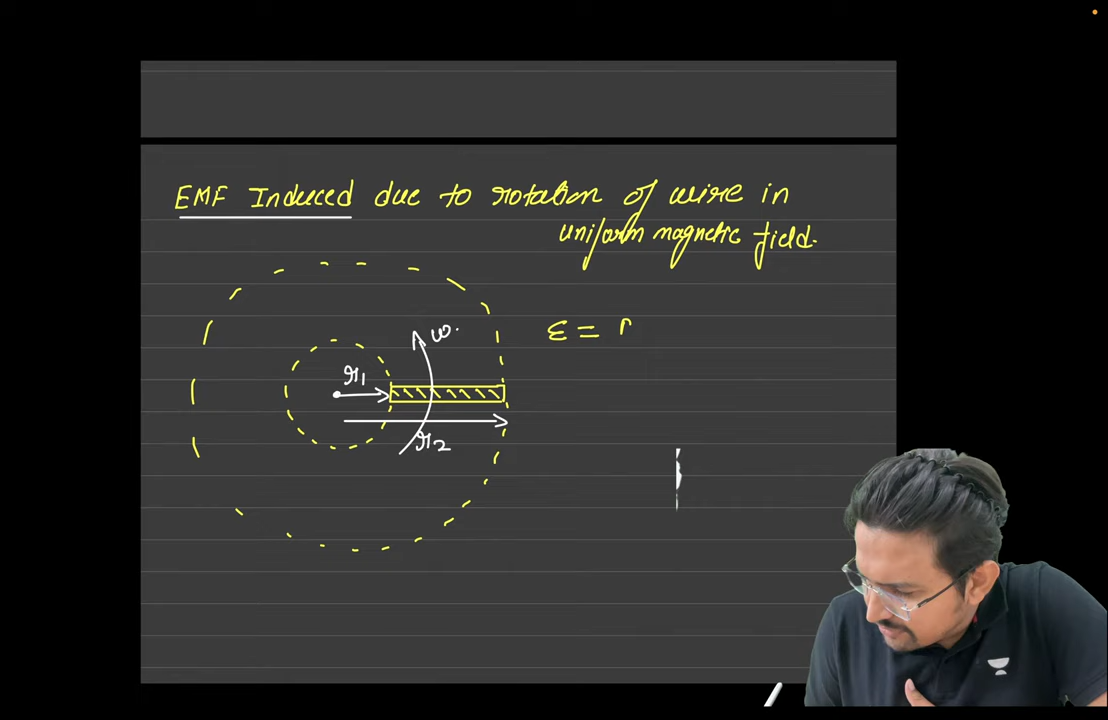 EMF Induced due to rotation of wire in
uniform magnetic field.
ω.
ε = r
r1
r2